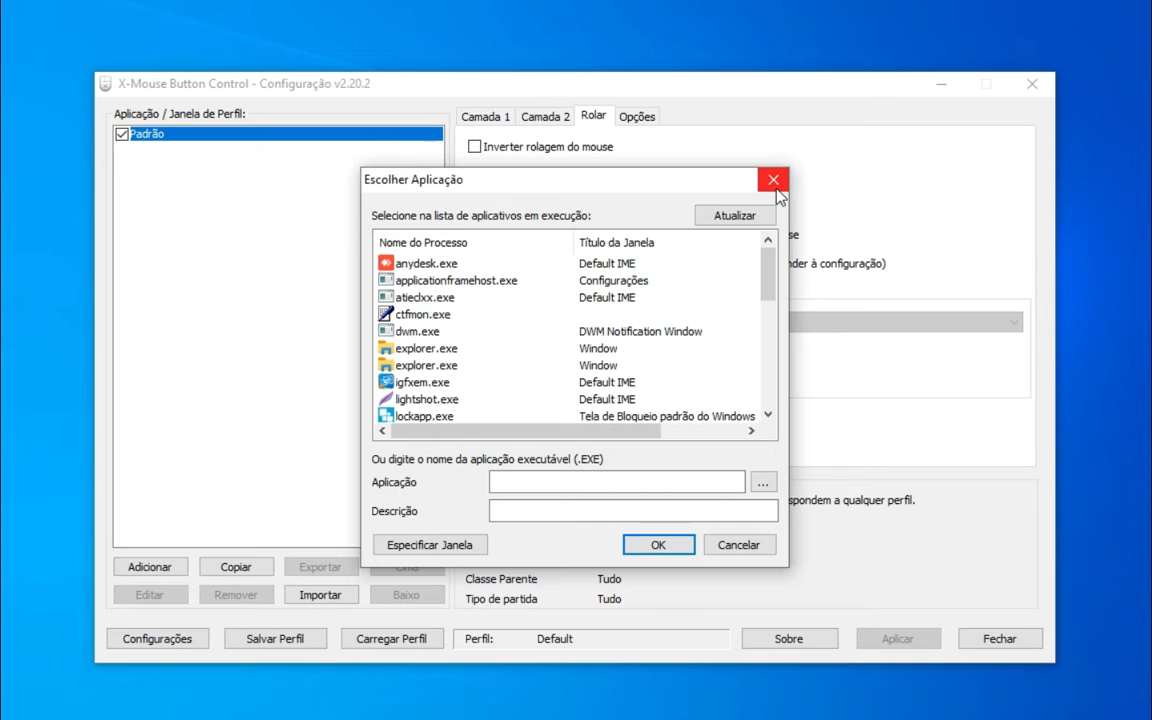 X-Mouse Button Control - Configuração v2.20.2
Aplicação / Janela de Perfil:
Padrão
Camada 1
Camada 2
Rolar
Opções
Inverter rolagem do mouse
se
nder à configuração)
spondem a qualquer perfil.
Escolher Aplicação
Selecione na lista de aplicativos em execução:
Atualizar
Nome do Processo Título da Janela
anydesk.exe Default IME
applicationframehost.exe Configurações
atieclxx.exe Default IME
ctfmon.exe
dwm.exe DWM Notification Window
explorer.exe Window
explorer.exe Window
igfxem.exe Default IME
lightshot.exe Default IME
lockapp.exe Tela de Bloqueio padrão do Windows
Ou digite o nome da aplicação executável (.EXE)
Aplicação
...
Descrição
Especificar Janela
OK
Cancelar
Adicionar
Copiar
Exportar
Editar
Remover
Importar
Baixo
Classe Parente Tudo
Tipo de partida Tudo
Configurações
Salvar Perfil
Carregar Perfil
Perfil: Default
Sobre
Aplicar
Fechar